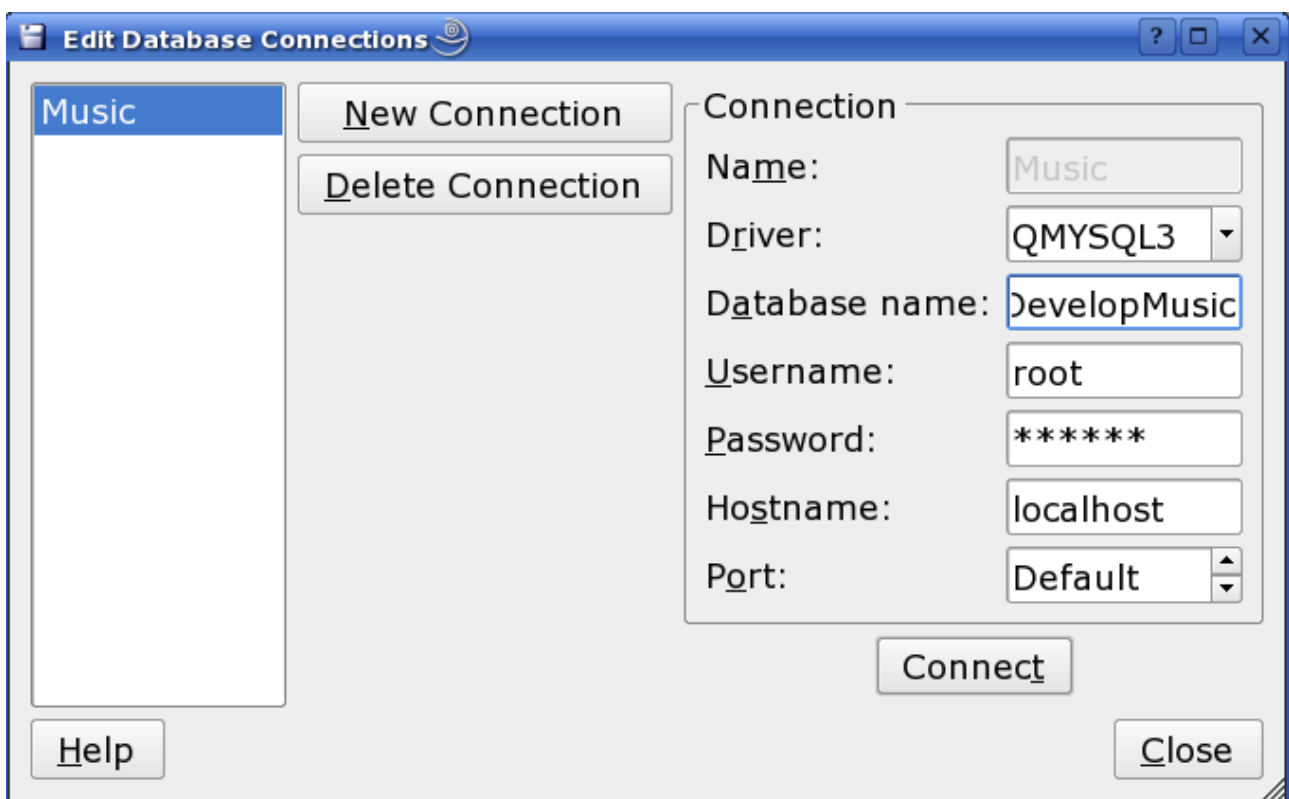 Edit Database Connections
?
Music
New Connection
Delete Connection
Connection
Name: Music
Driver: QMYSQL3
Database name: DevelopMusic
Username: root
Password: ******
Hostname: localhost
Port: Default
Connect
Help
Close